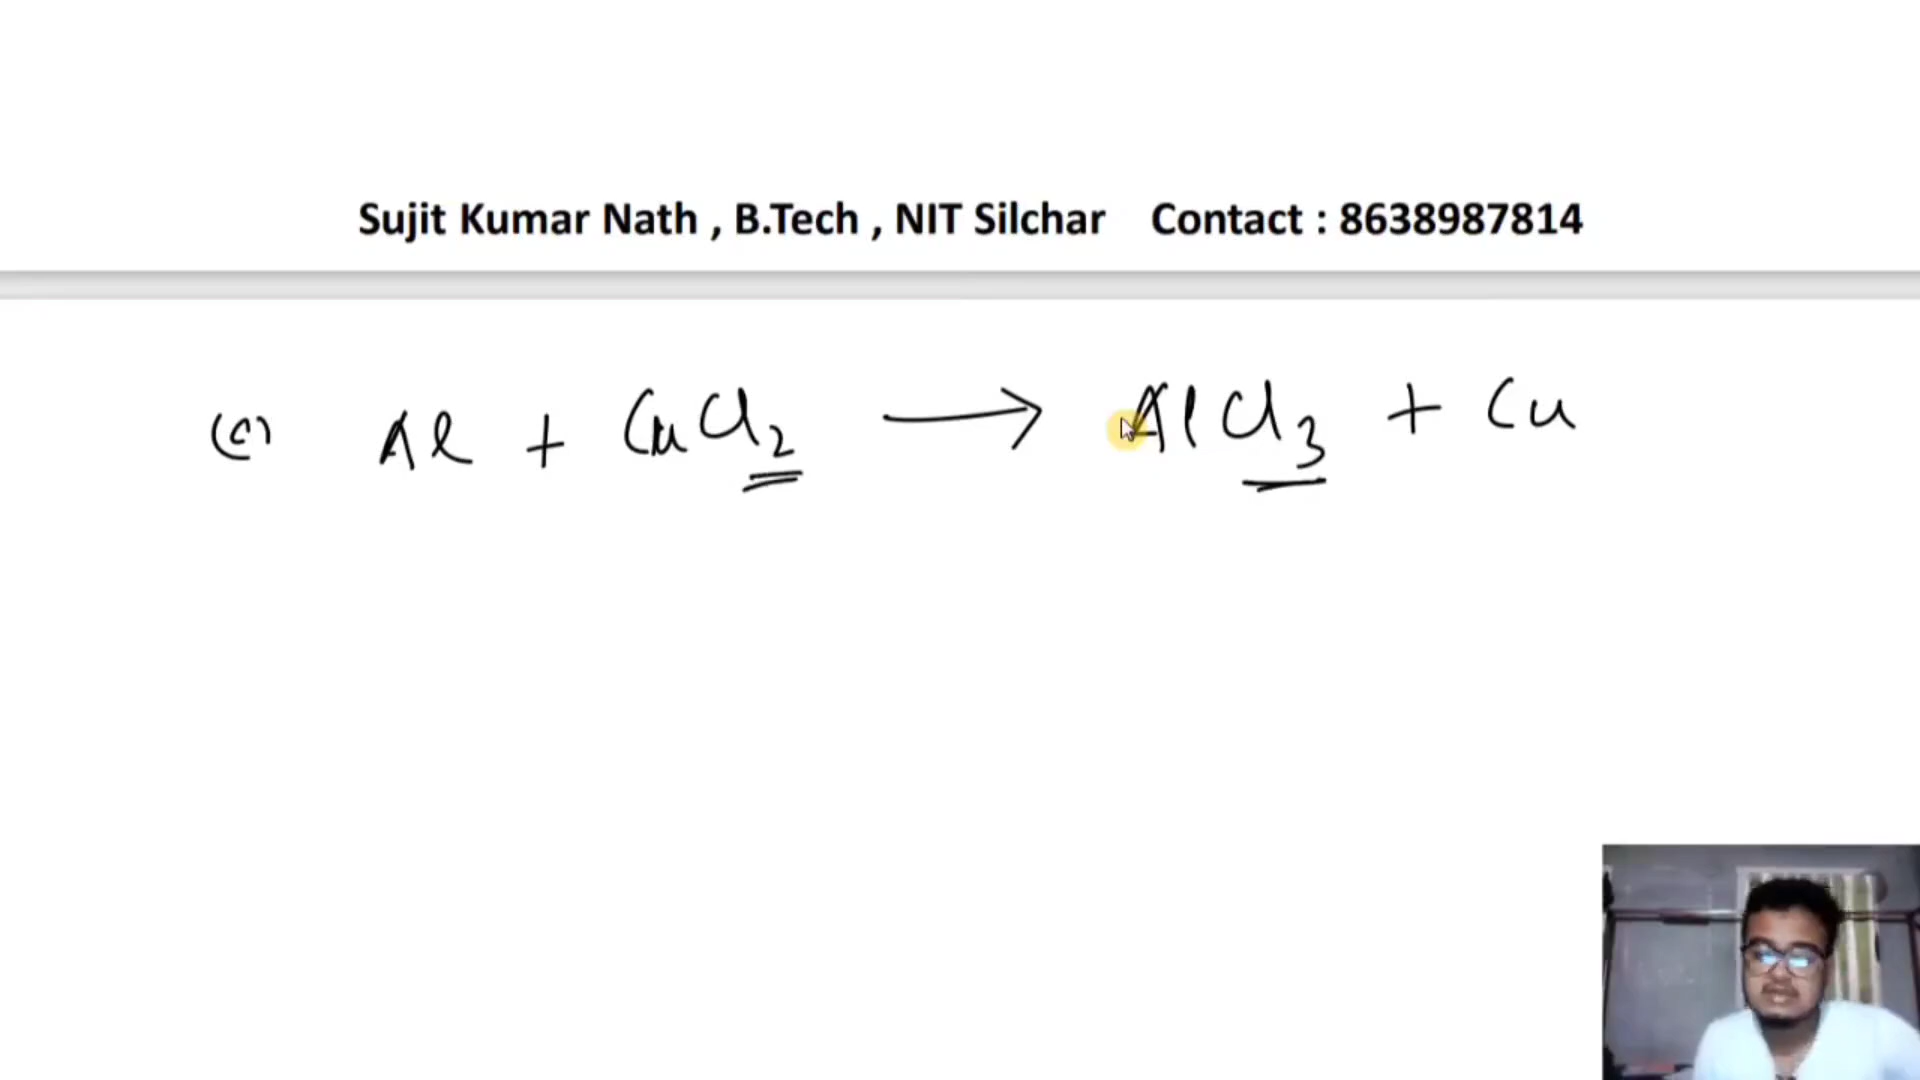 Sujit Kumar Nath , B.Tech , NIT Silchar Contact : 8638987814
(c) Al + CuCl₂ → AlCl₃ + Cu